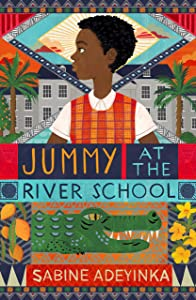 JUMMY AT
THE
RIVER SCHOOL
SABINE ADEYINKA